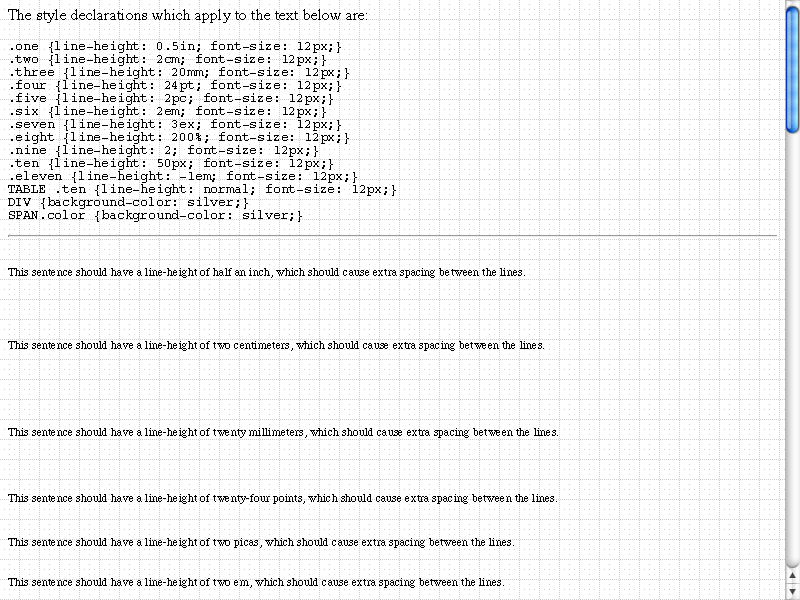 The style declarations which apply to the text below are:
.one {line-height: 0.5in; font-size: 12px;}
.two {line-height: 2cm; font-size: 12px;}
.three {line-height: 20mm; font-size: 12px;}
.four {line-height: 24pt; font-size: 12px;}
.five {line-height: 2pc; font-size: 12px;}
.six {line-height: 2em; font-size: 12px;}
.seven {line-height: 3ex; font-size: 12px;}
.eight {line-height: 200%; font-size: 12px;}
.nine {line-height: 2; font-size: 12px;}
.ten {line-height: 50px; font-size: 12px;}
.eleven {line-height: -1em; font-size: 12px;}
TABLE .ten {line-height: normal; font-size: 12px;}
DIV {background-color: silver;}
SPAN.color {background-color: silver;}
This sentence should have a line-height of half an inch, which should cause extra spacing between the lines.
This sentence should have a line-height of two centimeters, which should cause extra spacing between the lines.
This sentence should have a line-height of twenty millimeters, which should cause extra spacing between the lines.
This sentence should have a line-height of twenty-four points, which should cause extra spacing between the lines.
This sentence should have a line-height of two picas, which should cause extra spacing between the lines.
This sentence should have a line-height of two em, which should cause extra spacing between the lines.